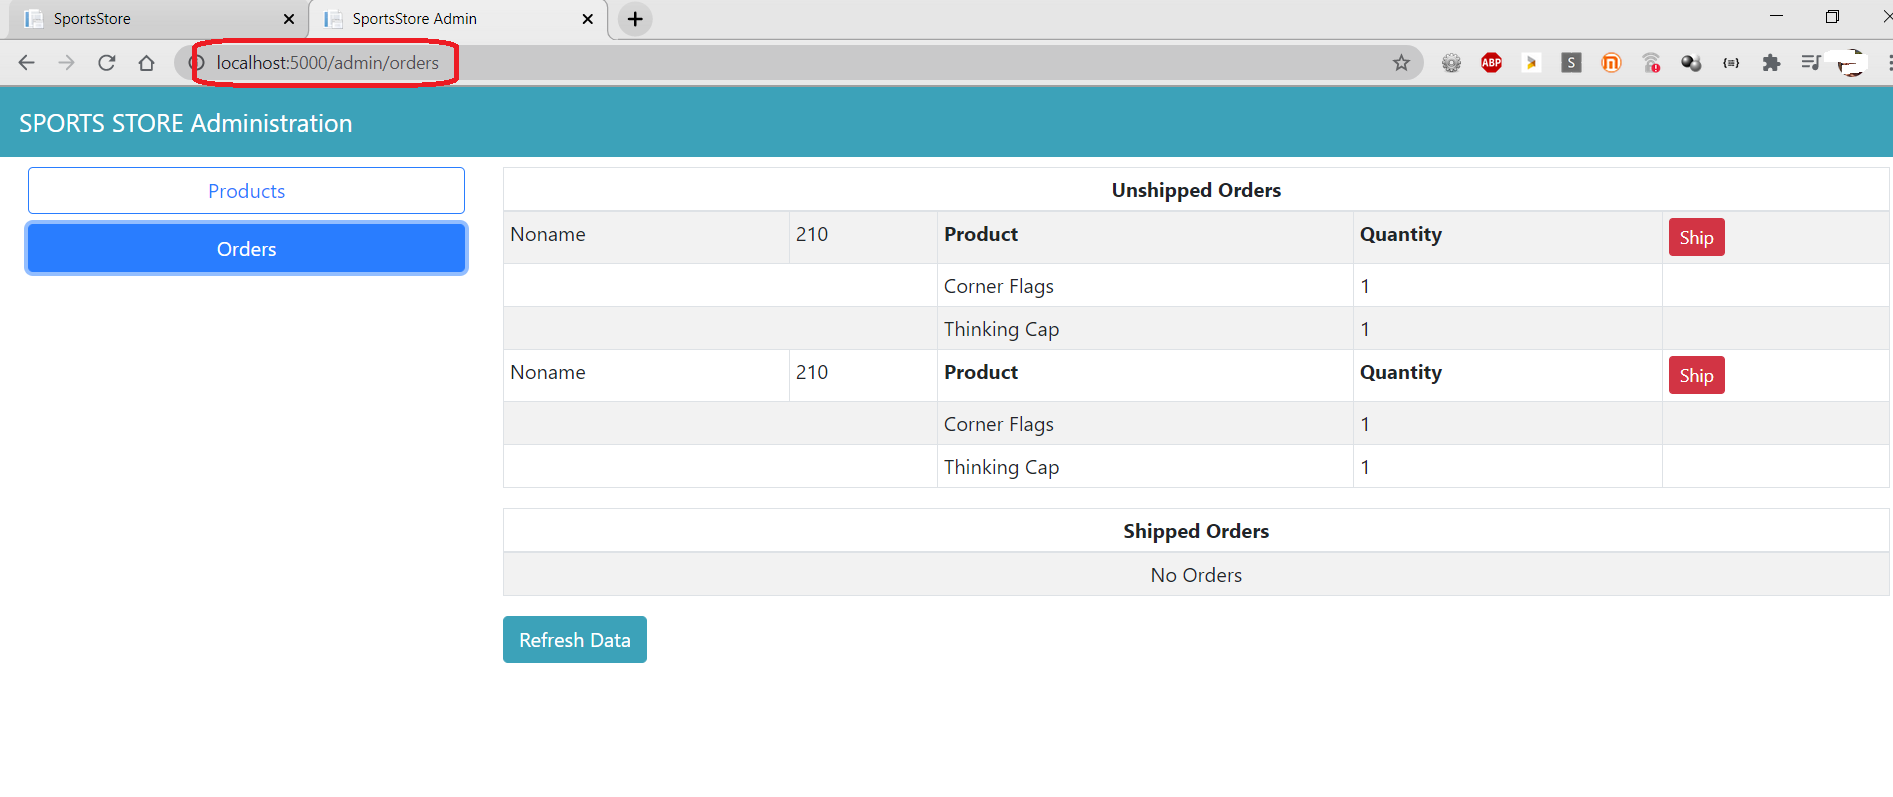 SportsStore
SportsStore Admin
localhost:5000/admin/orders
ABP
S
SPORTS STORE Administration
Products
Orders
Unshipped Orders
Noname 210 Product Quantity Ship
Corner Flags 1
Thinking Cap 1
Noname 210 Product Quantity Ship
Corner Flags 1
Thinking Cap 1
Shipped Orders
No Orders
Refresh Data